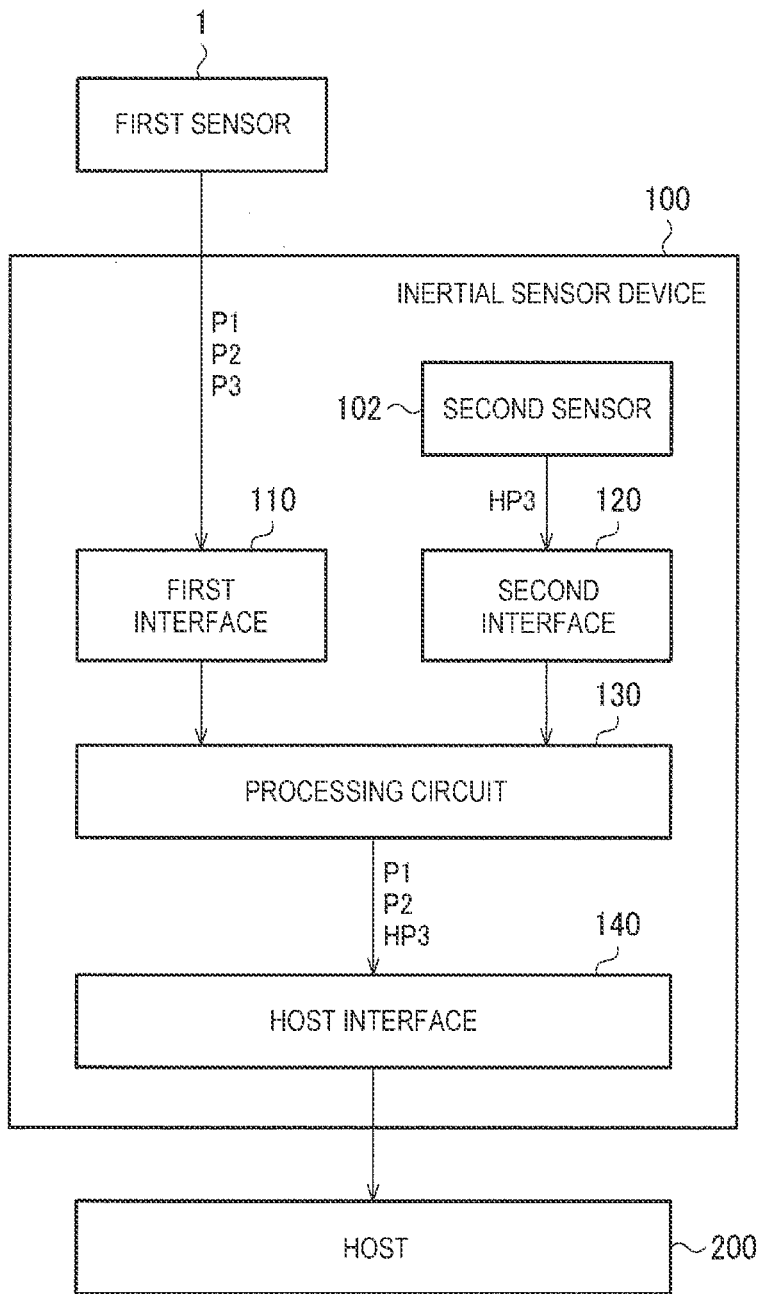 1
FIRST SENSOR
100
INERTIAL SENSOR DEVICE
P1
P2
P3
102
SECOND SENSOR
HP3
110
120
FIRST
INTERFACE
SECOND
INTERFACE
130
PROCESSING CIRCUIT
P1
P2
HP3
140
HOST INTERFACE
HOST
200